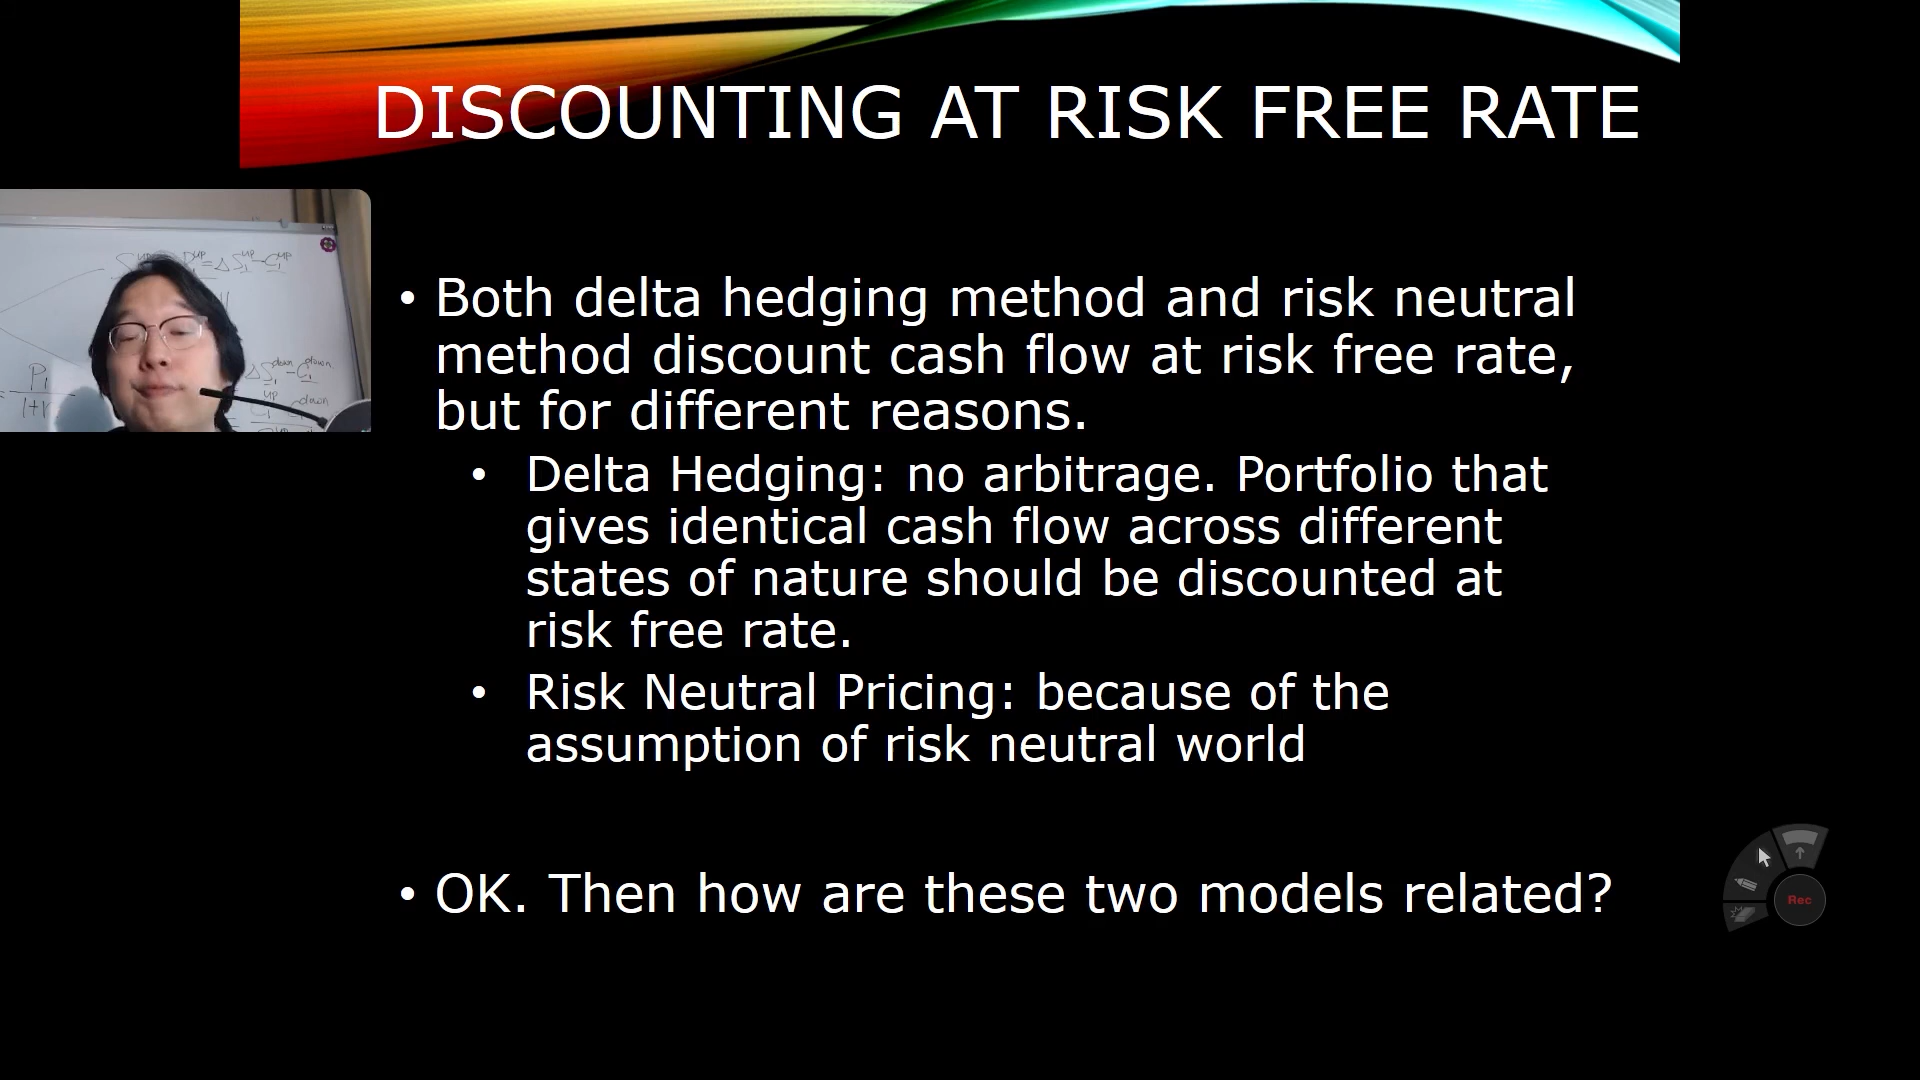 DISCOUNTING AT RISK FREE RATE
• Both delta hedging method and risk neutral
method discount cash flow at risk free rate,
but for different reasons.
• Delta Hedging: no arbitrage. Portfolio that
gives identical cash flow across different
states of nature should be discounted at
risk free rate.
• Risk Neutral Pricing: because of the
assumption of risk neutral world
• OK. Then how are these two models related?
Rec